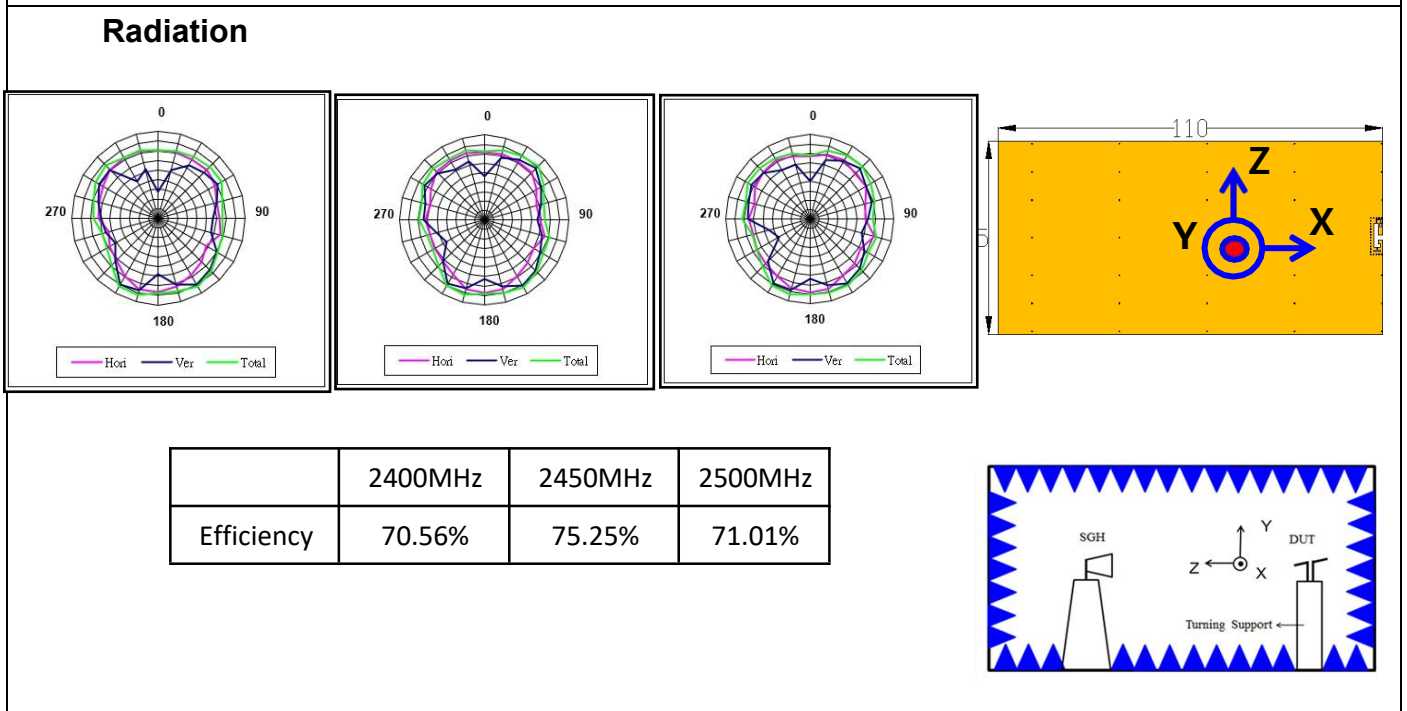 Radiation
0
270
90
180
Hori Ver Total
0
270
90
180
Hori Ver Total
0
270
90
180
Hori Ver Total
110
Z
Y
X
2400MHz 2450MHz 2500MHz
Efficiency 70.56% 75.25% 71.01%
SGH
Y
DUT
Z
X
Turning Support